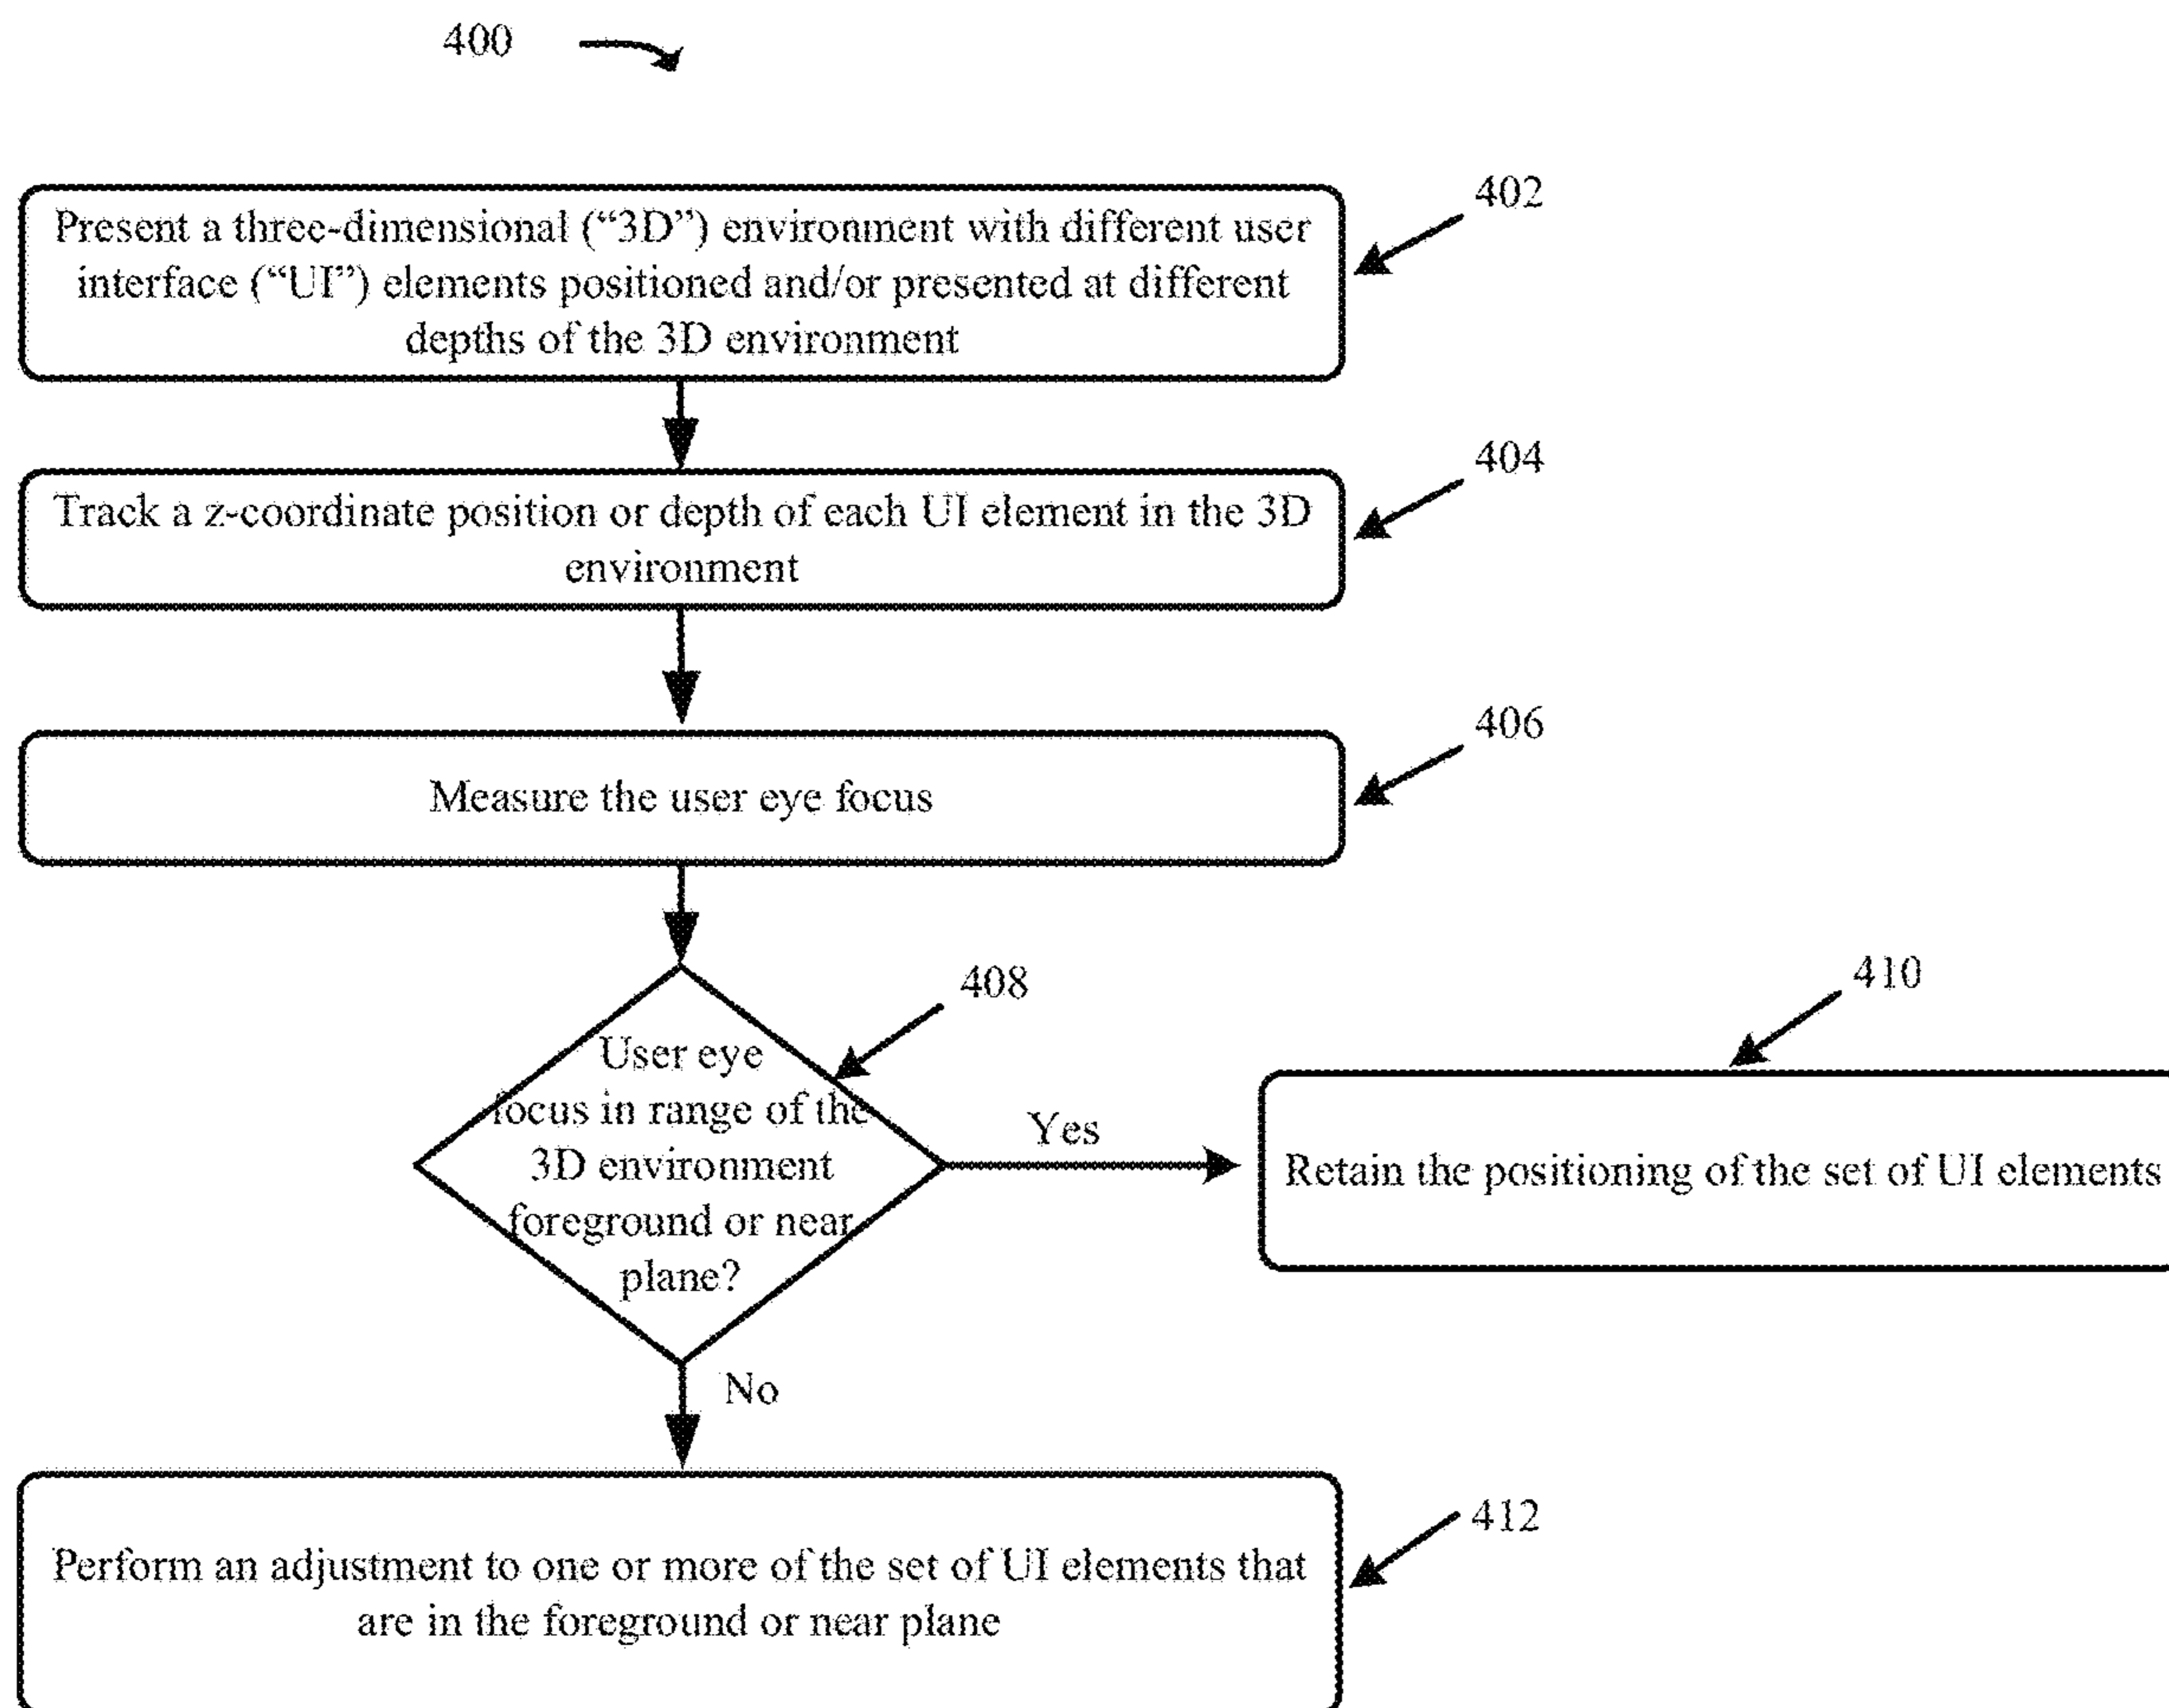 400
402
Present a three-dimensional (“3D”) environment with different user
interface (“UI”) elements positioned and/or presented at different
depths of the 3D environment
404
Track a z-coordinate position or depth of each UI element in the 3D
environment
406
Measure the user eye focus
408
User eye
focus in range of the
3D environment
foreground or near
plane?
Yes
410
Retain the positioning of the set of UI elements
No
412
Perform an adjustment to one or more of the set of UI elements that
are in the foreground or near plane